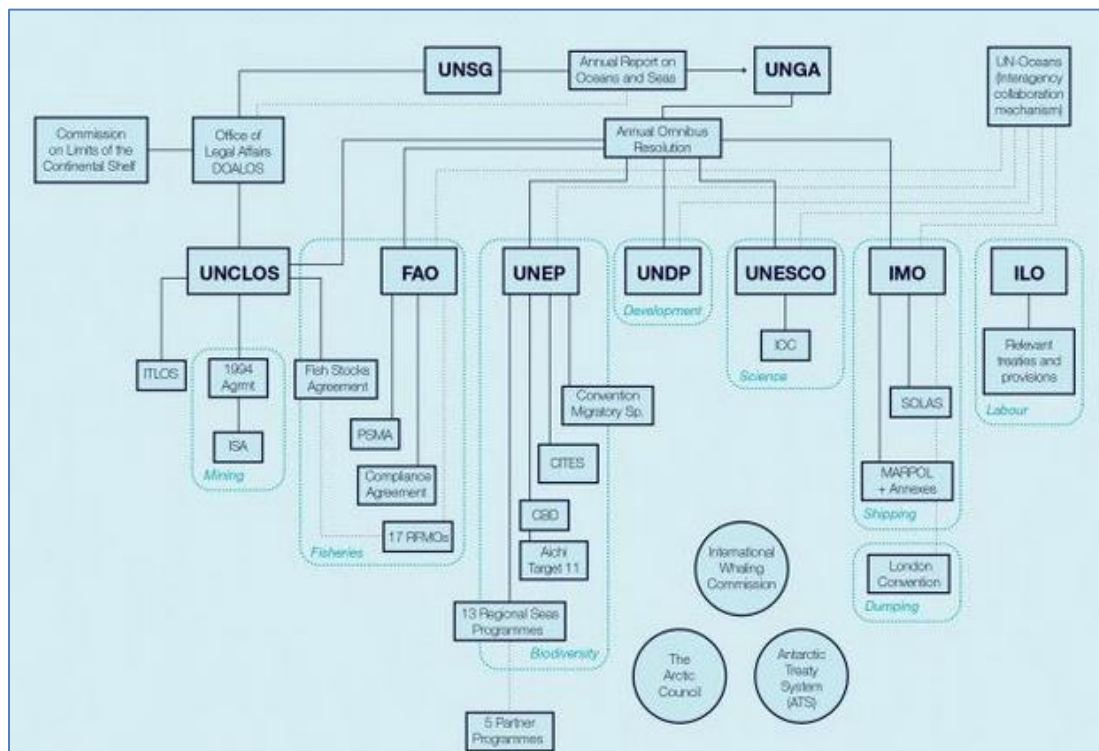 UNSG
Annual Report on
Oceans and Seas
UNGA
UN-Oceans
(Interagency
collaboration
mechanism)
Commission
on Limits of the
Continental Shelf
Office of
Legal Affairs
DOALOS
Annual Omnibus
Resolution
UNCLOS
FAO
UNEP
UNDP
UNESCO
IMO
ILO
Development
ITLOS
1994
Agrmt
ISA
Mining
Fish Stocks
Agreement
PSMA
Compliance
Agreement
17 RFMOs
Fisheries
Convention
Migratory Sp.
CITES
CBD
Aichi
Target 11
13 Regional Seas
Programmes
Biodiversity
5 Partner
Programmes
IOC
Science
SOLAS
MARPOL
+ Annexes
Shipping
London
Convention
Dumping
Relevant
treaties and
provisions
Labour
International
Whaling
Commission
The
Arctic
Council
Antarctic
Treaty
System
(ATS)